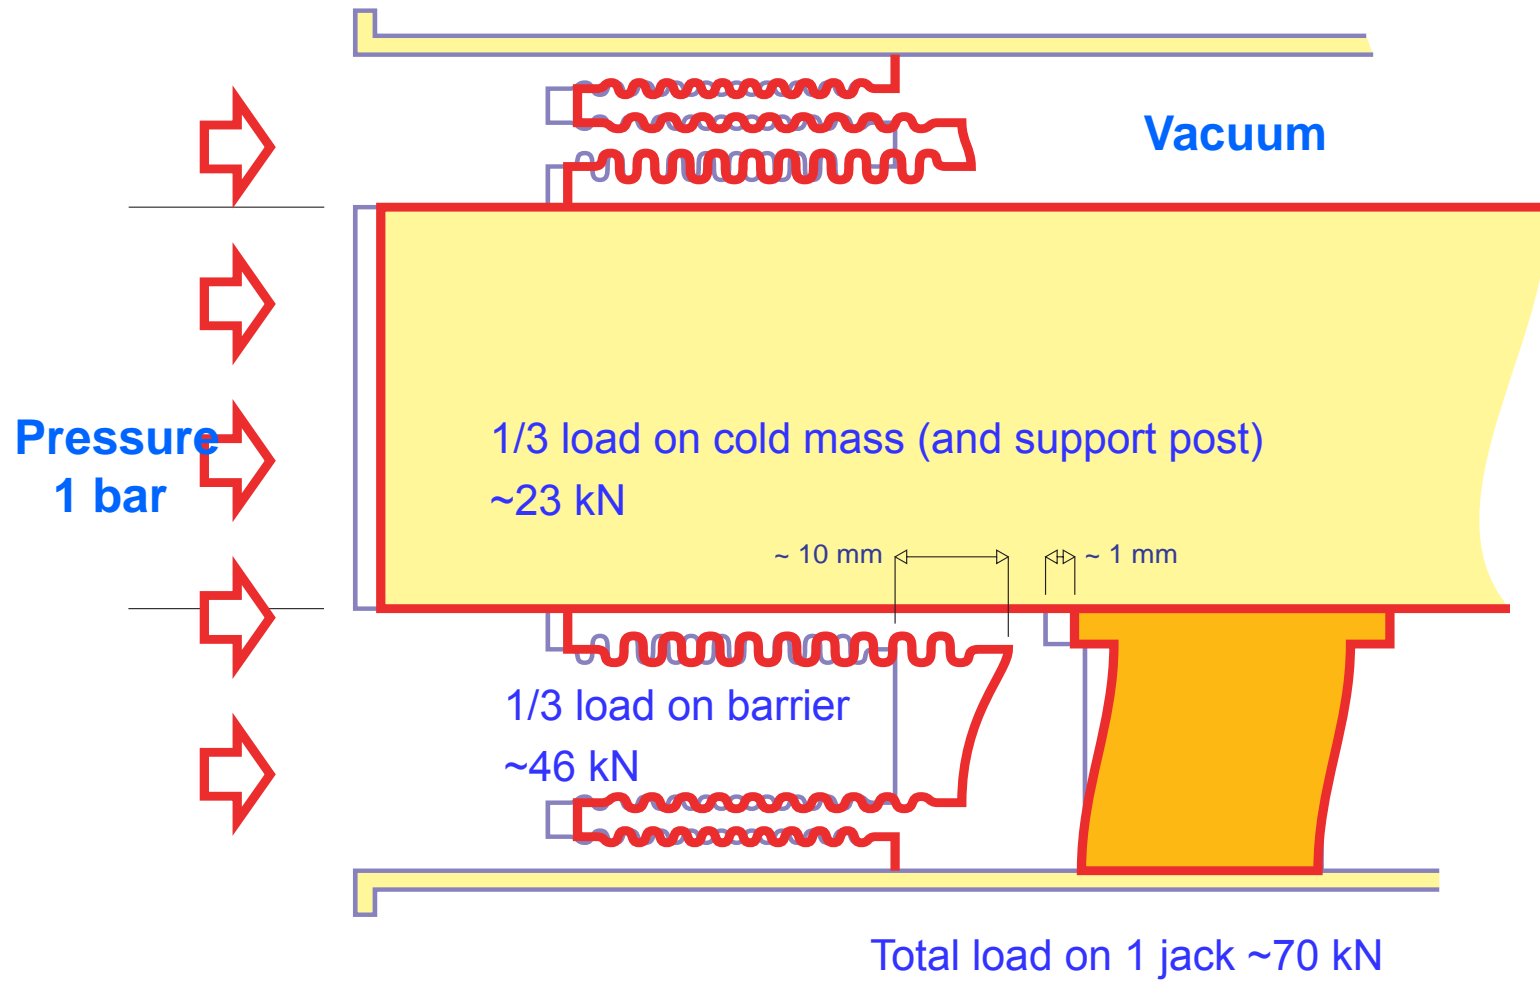 Vacuum
Pressure
1 bar
1/3 load on cold mass (and support post)
~23 kN
~ 10 mm
~ 1 mm
1/3 load on barrier
~46 kN
Total load on 1 jack ~70 kN